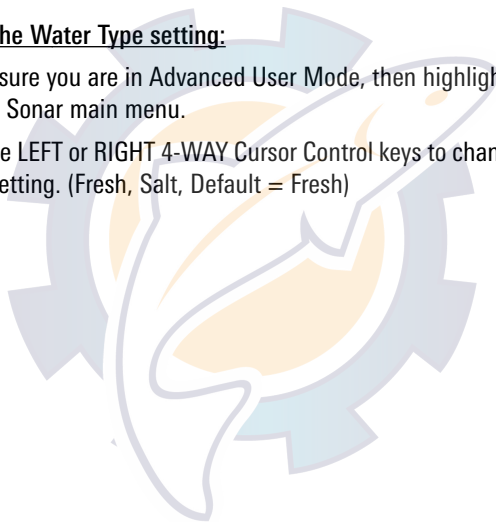 he Water Type setting:
sure you are in Advanced User Mode, then highligh
Sonar main menu.
e LEFT or RIGHT 4-WAY Cursor Control keys to chan
etting. (Fresh, Salt, Default = Fresh)